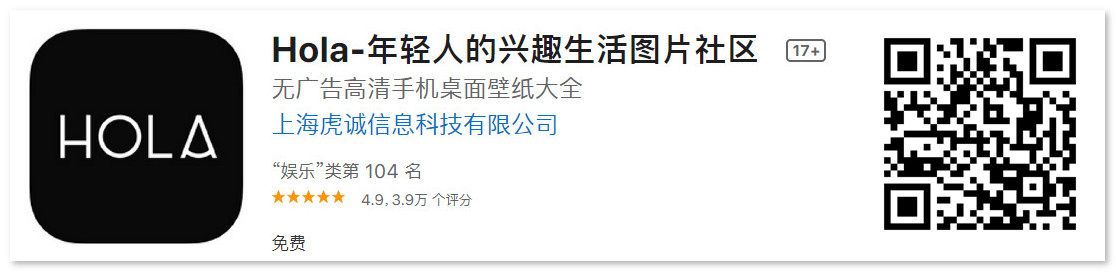 HOLA
Hola-年轻人的兴趣生活图片社区 17+
无广告高清手机桌面壁纸大全
上海虎诚信息科技有限公司
“娱乐”类第 104 名
4.9, 3.9万 个评分
免费